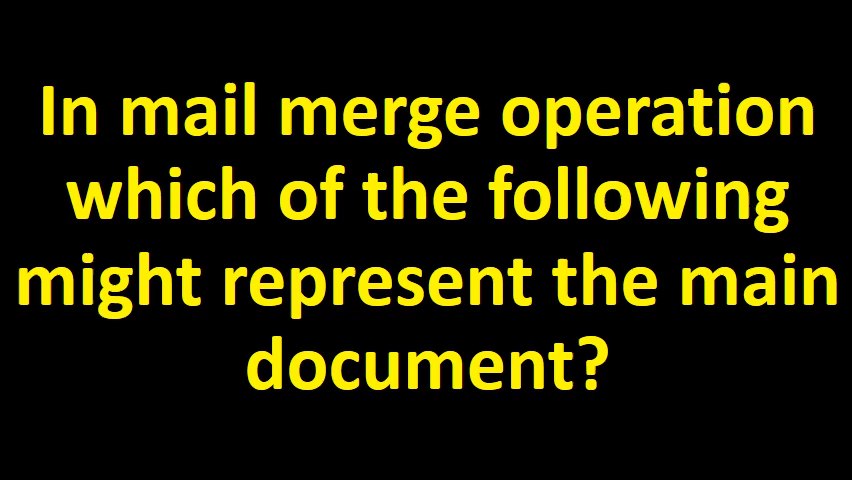 In mail merge operation
which of the following
might represent the main
document?